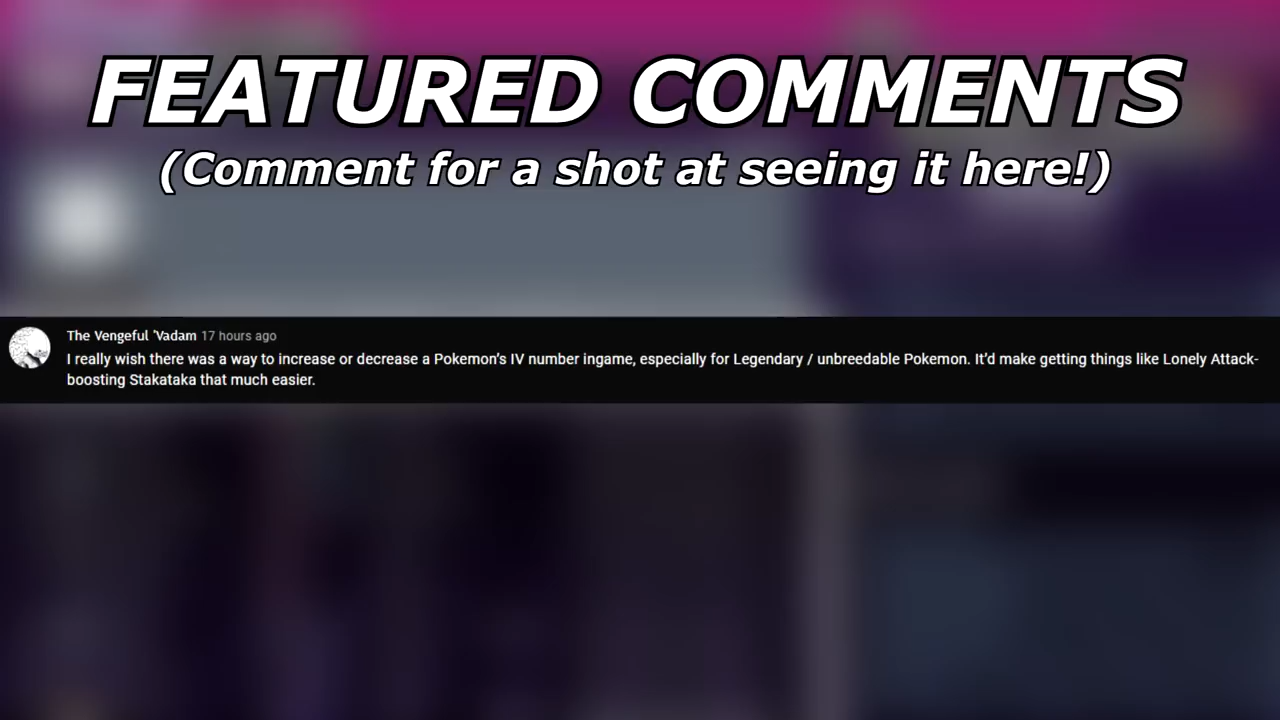 FEATURED COMMENTS
(Comment for a shot at seeing it here!)
The Vengeful 'Vadam 17 hours ago
I really wish there was a way to increase or decrease a Pokemon's IV number ingame, especially for Legendary / unbreedable Pokemon. It'd make getting things like Lonely Attack-
boosting Stakataka that much easier.